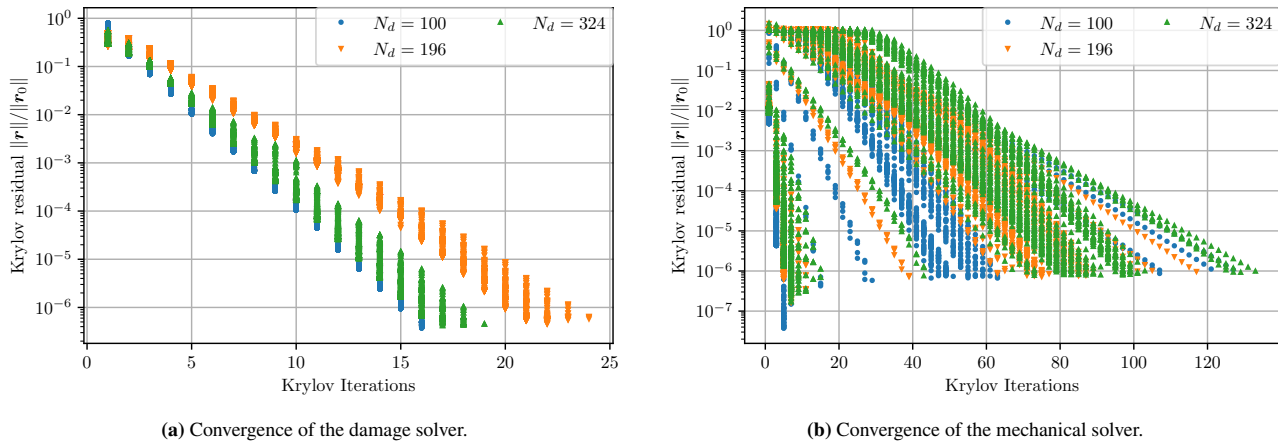 N_d = 100
N_d = 196
N_d = 324
Krylov residual ||r||/||r_0||
10^0
10^{-1}
10^{-2}
10^{-3}
10^{-4}
10^{-5}
10^{-6}
0 5 10 15 20 25
Krylov Iterations
(a) Convergence of the damage solver.
N_d = 100
N_d = 196
N_d = 324
Krylov residual ||r||/||r_0||
10^0
10^{-1}
10^{-2}
10^{-3}
10^{-4}
10^{-5}
10^{-6}
10^{-7}
0 20 40 60 80 100 120
Krylov Iterations
(b) Convergence of the mechanical solver.